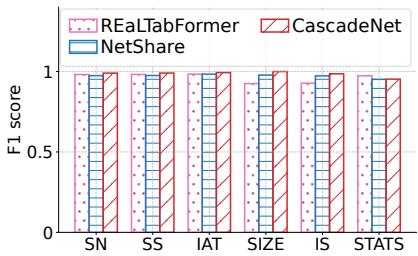 REaLTabFormer
CascadeNet
NetShare
F1 score
1
0.5
0
SN SS IAT SIZE IS STATS